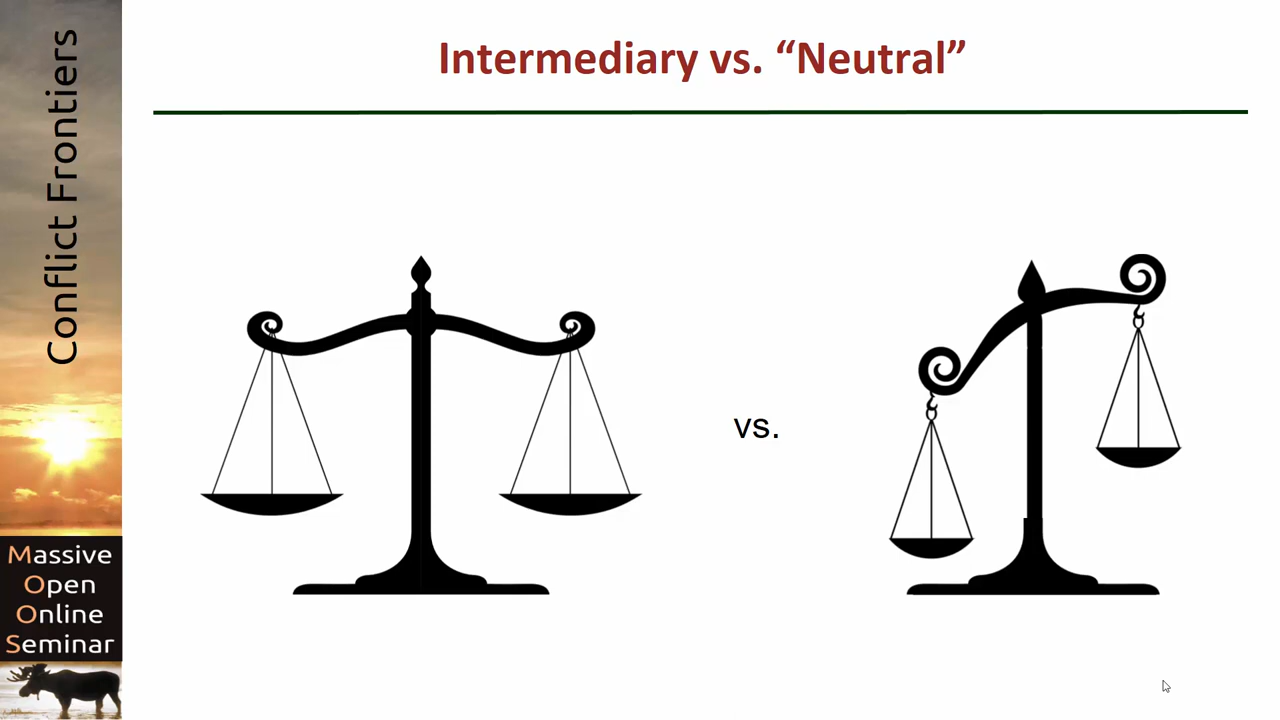 Intermediary vs. “Neutral”
Conflict Frontiers
vs.
Massive
Open
Online
Seminar